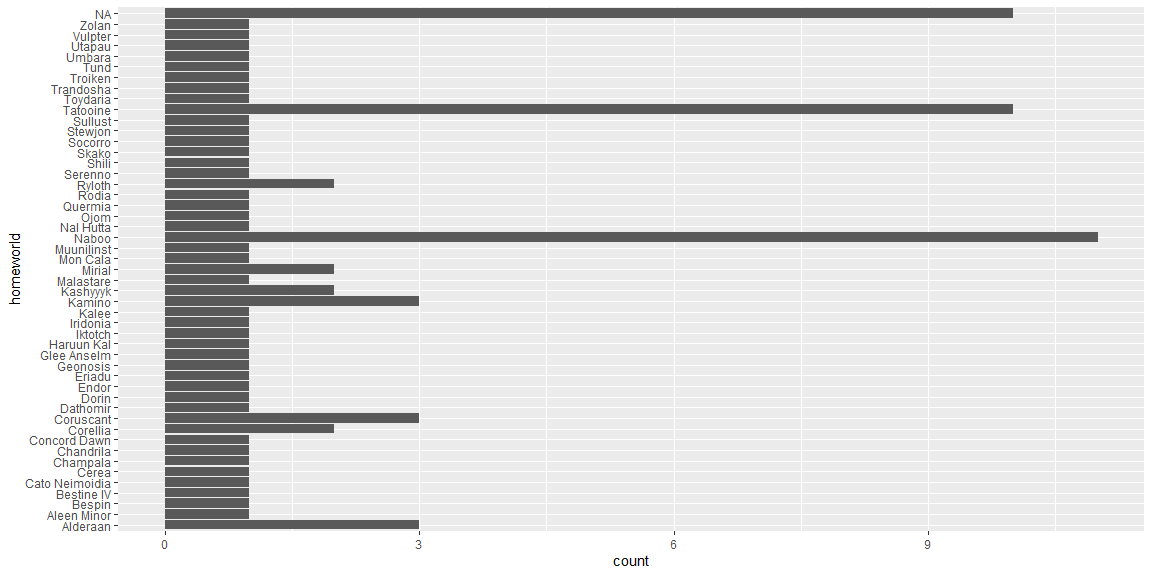 NA
Zolan
Vulpter
Utapau
Umbara
Tund
Troiken
Trandosha
Toydaria
Tatooine
Sullust
Stewjon
Socorro
Skako
Shili
Serenno
Ryloth
Rodia
Quermia
Ojom
Nal Hutta
Naboo
Muunilinst
Mon Cala
Mirial
Malastare
Kashyyyk
Kamino
Kalee
Iridonia
Iktotch
Haruun Kal
Glee Anselm
Geonosis
Eriadu
Endor
Dorin
Dathomir
Coruscant
Corellia
Concord Dawn
Chandrila
Champala
Cerea
Cato Neimoidia
Bestine IV
Bespin
Aleen Minor
Alderaan
homeworld
0 3 6 9
count